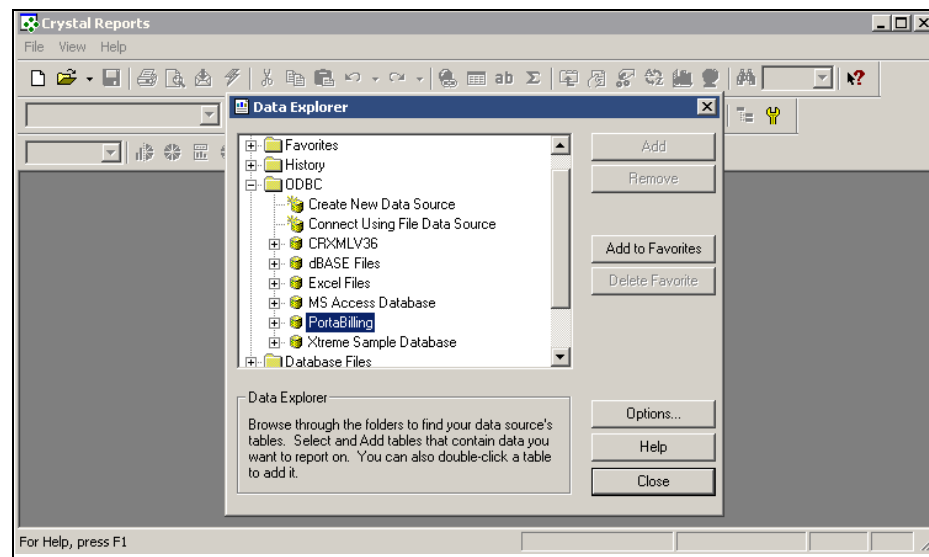 Crystal Reports
File View Help
ab Σ
Data Explorer
Favorites
History
ODBC
Create New Data Source
Connect Using File Data Source
CRXMLV36
dBASE Files
Excel Files
MS Access Database
PortaBilling
Xtreme Sample Database
Database Files
Add
Remove
Add to Favorites
Delete Favorite
Data Explorer
Browse through the folders to find your data source's
tables. Select and Add tables that contain data you
want to report on. You can also double-click a table
to add it.
Options...
Help
Close
For Help, press F1